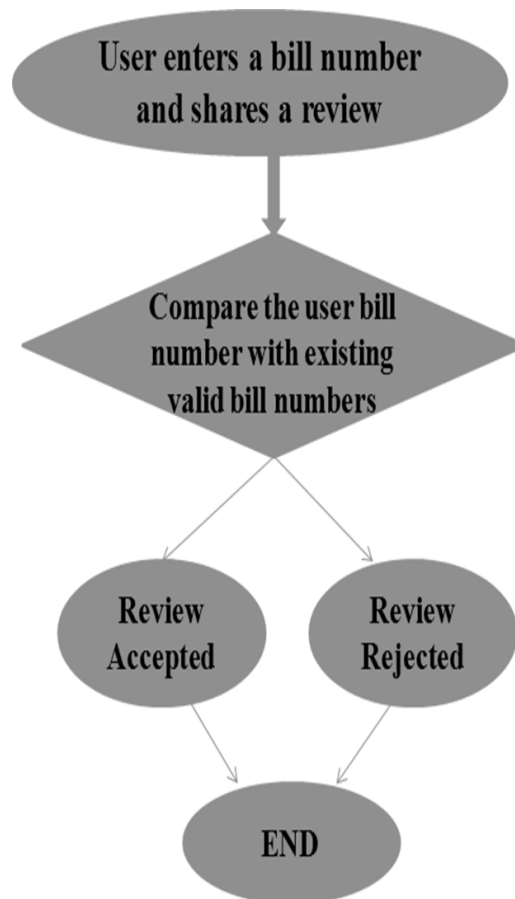 User enters a bill number
and shares a review
Compare the user bill
number with existing
valid bill numbers
Review
Accepted
Review
Rejected
END